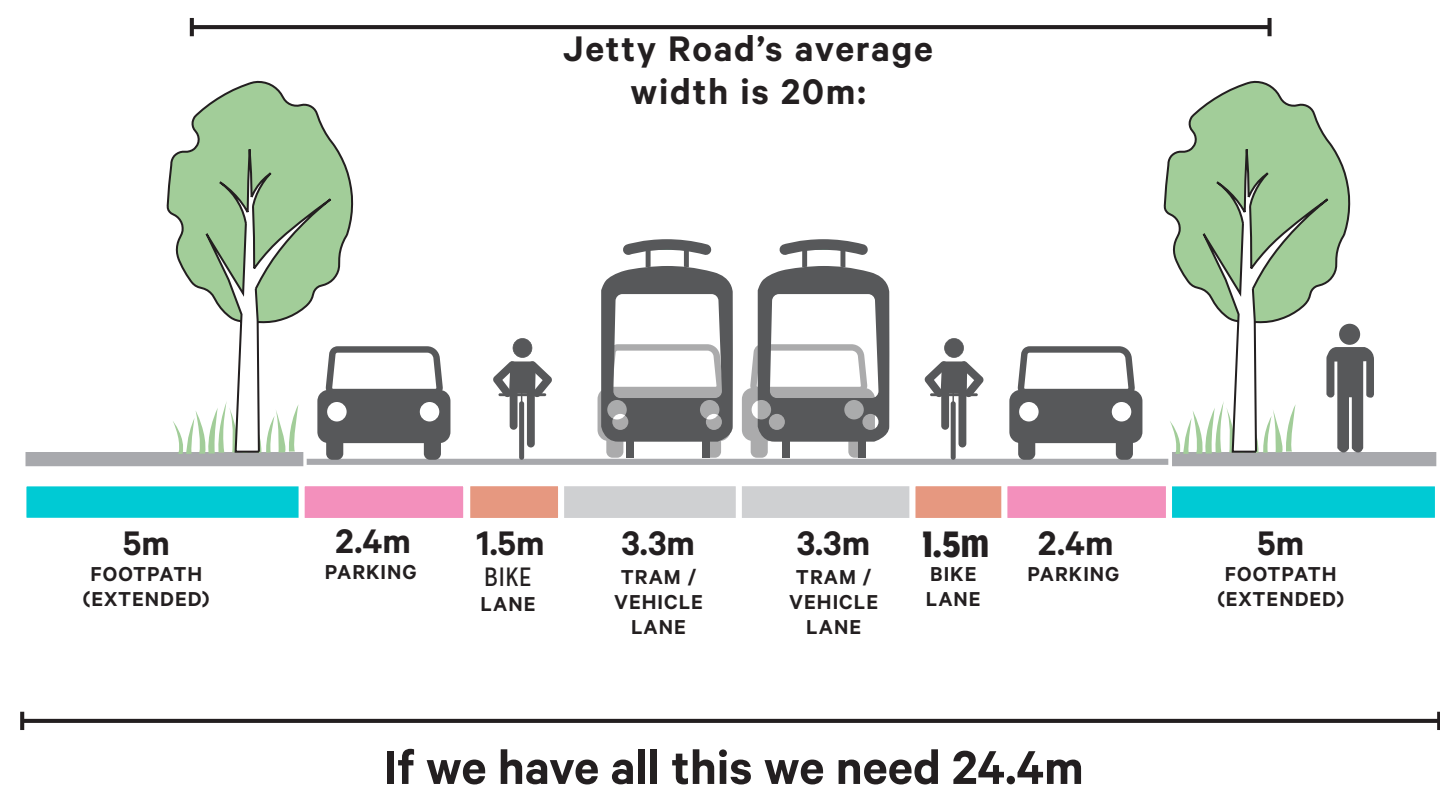 Jetty Road’s average
width is 20m:
5m
FOOTPATH
(EXTENDED)
2.4m
PARKING
1.5m
BIKE
LANE
3.3m
TRAM /
VEHICLE
LANE
3.3m
TRAM /
VEHICLE
LANE
1.5m
BIKE
LANE
2.4m
PARKING
5m
FOOTPATH
(EXTENDED)
If we have all this we need 24.4m